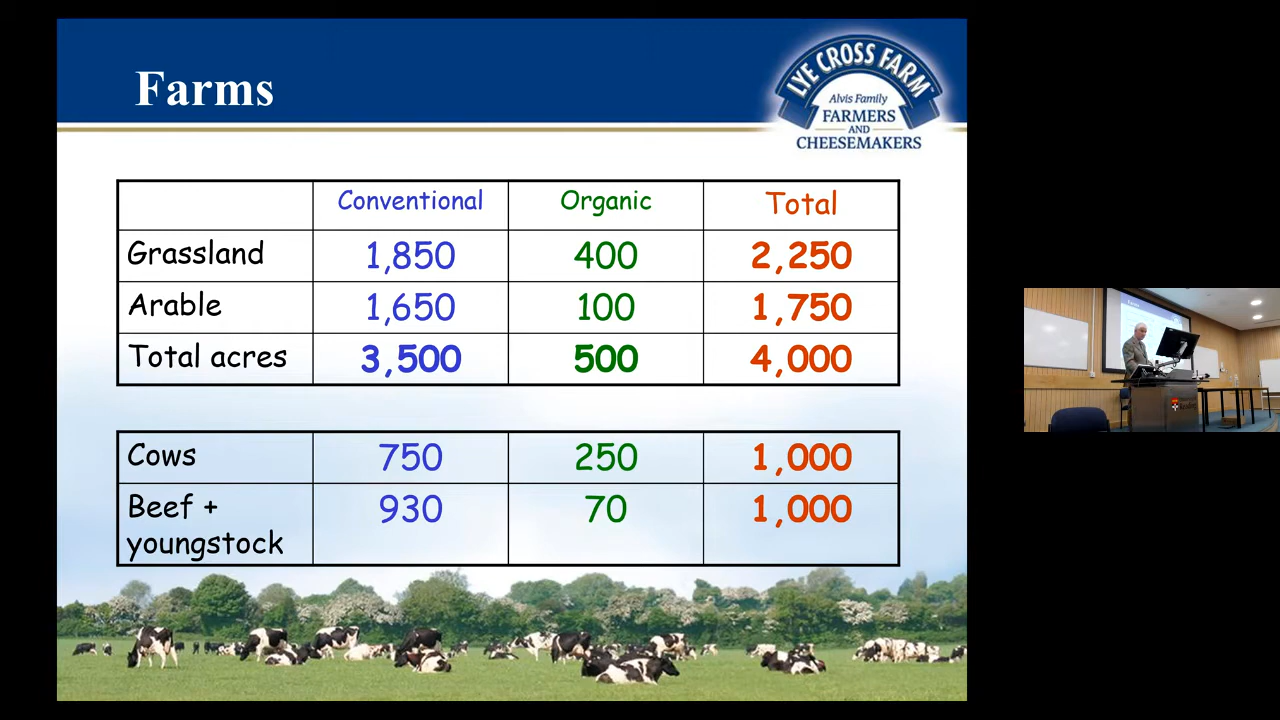 Farms
LYE CROSS FARM
Alvis Family
FARMERS
AND
CHEESEMAKERS
Conventional Organic Total
Grassland 1,850 400 2,250
Arable 1,650 100 1,750
Total acres 3,500 500 4,000
Cows 750 250 1,000
Beef + 930 70 1,000
youngstock